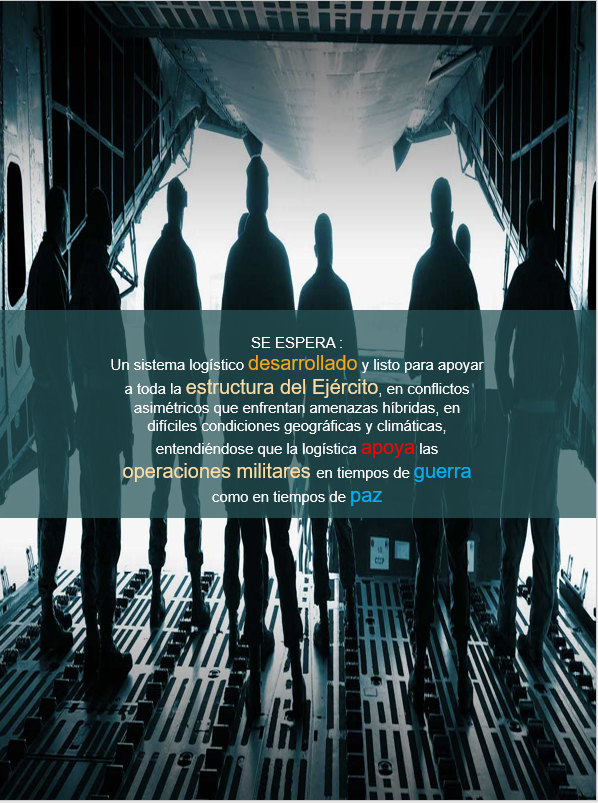 SE ESPERA :
Un sistema logístico desarrollado y listo para apoyar
a toda la estructura del Ejército, en conflictos
asimétricos que enfrentan amenazas híbridas, en
difíciles condiciones geográficas y climáticas,
entendiéndose que la logística apoya las
operaciones militares en tiempos de guerra
como en tiempos de paz